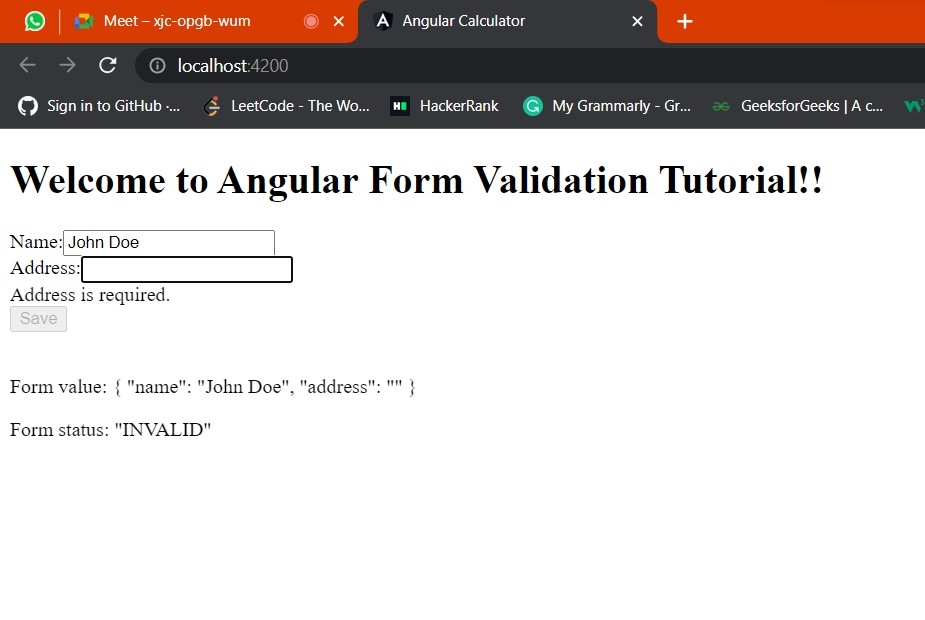 Meet – xjc-opgb-wum
Angular Calculator
localhost:4200
Sign in to GitHub ·... LeetCode - The Wo... HackerRank My Grammarly - Gr... GeeksforGeeks | A c...
Welcome to Angular Form Validation Tutorial!!
Name: John Doe
Address:
Address is required.
Save
Form value: { "name": "John Doe", "address": "" }
Form status: "INVALID"